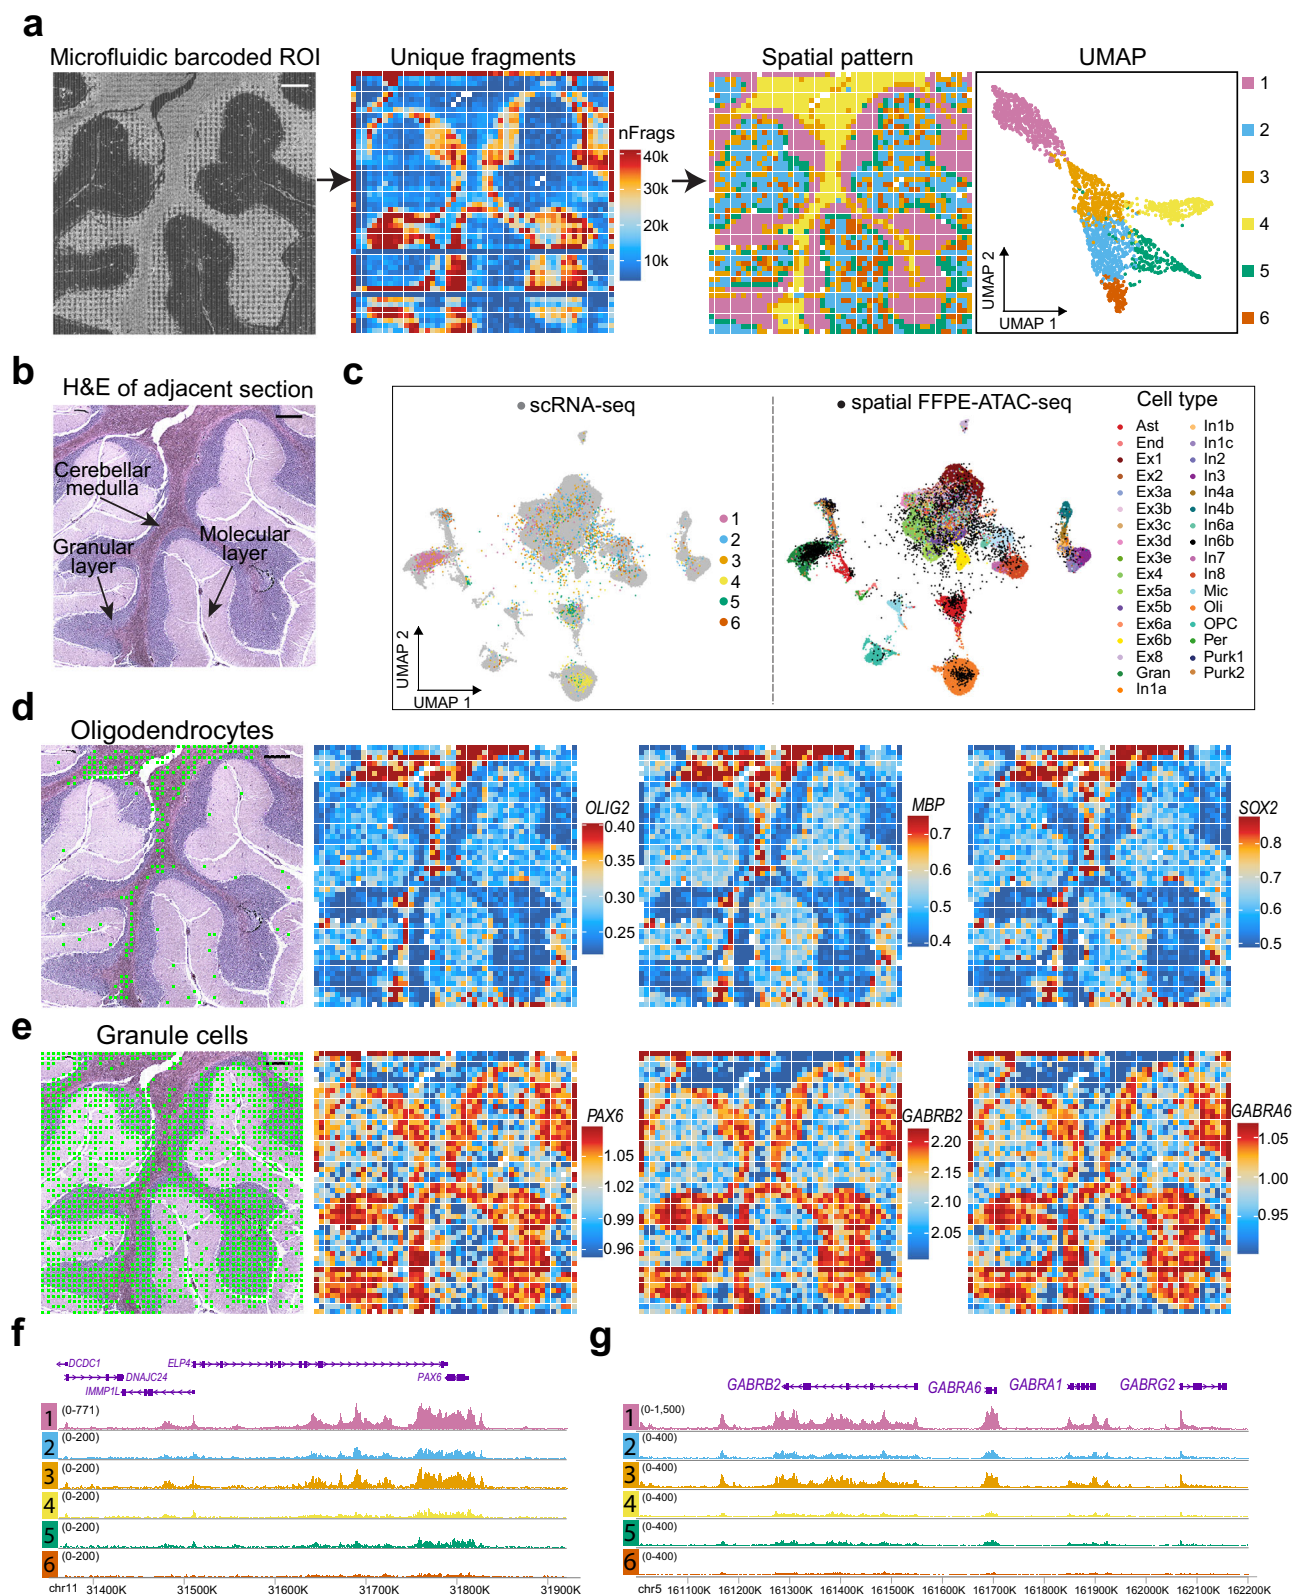 a
Microfluidic barcoded ROI
Unique fragments
Spatial pattern
UMAP
nFrags
40k
30k
20k
10k
UMAP 2
UMAP 1
1
2
3
4
5
6
b
H&E of adjacent section
Cerebellar
medulla
Granular
layer
Molecular
layer
c
scRNA-seq
spatial FFPE-ATAC-seq
UMAP 2
UMAP 1
1
2
3
4
5
6
Cell type
Ast
End
Ex1
Ex2
Ex3a
Ex3b
Ex3c
Ex3d
Ex3e
Ex4
Ex5a
Ex5b
Ex6a
Ex6b
Ex8
Gran
In1a
In1b
In1c
In2
In3
In4a
In4b
In6a
In6b
In7
In8
Mic
Oli
OPC
Per
Purk1
Purk2
d
Oligodendrocytes
OLIG2
0.40
0.35
0.30
0.25
MBP
0.7
0.6
0.5
0.4
SOX2
0.8
0.7
0.6
0.5
e
Granule cells
PAX6
1.05
1.02
0.99
0.96
GABRB2
2.20
2.15
2.10
2.05
GABRA6
1.05
1.00
0.95
f
DCDC1
ELP4
DNAJC24
PAX6
IMMP1L
1 (0-771)
2 (0-200)
3 (0-200)
4 (0-200)
5 (0-200)
6 (0-200)
chr11 31400K 31500K 31600K 31700K 31800K 31900K
g
GABRB2 GABRA6 GABRA1 GABRG2
1 (0-1,500)
2 (0-400)
3 (0-400)
4 (0-400)
5 (0-400)
6 (0-400)
chr5 161100K 161200K 161300K 161400K 161500K 161600K 161700K 161800K 161900K 162000K 162100K 162200K